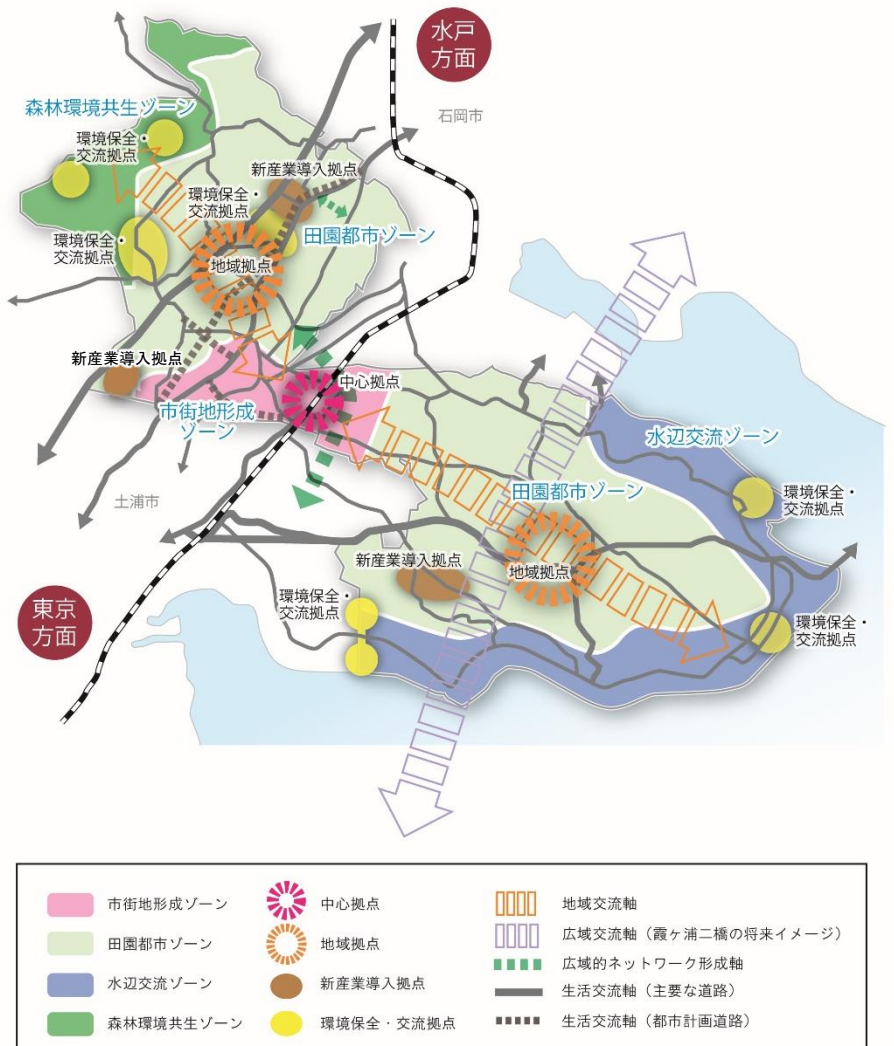 水戸
方面
石岡市
森林環境共生ゾーン
環境保全・
交流拠点
新産業導入拠点
環境保全・
交流拠点
環境保全・
交流拠点
田園都市ゾーン
地域拠点
新産業導入拠点
中心拠点
市街地形成
ゾーン
水辺交流ゾーン
土浦市
田園都市ゾーン
環境保全・
交流拠点
新産業導入拠点
地域拠点
環境保全・
交流拠点
東京
方面
環境保全・
交流拠点
市街地形成ゾーン
田園都市ゾーン
水辺交流ゾーン
森林環境共生ゾーン
中心拠点
地域拠点
新産業導入拠点
環境保全・交流拠点
地域交流軸
広域交流軸（霞ヶ浦二橋の将来イメージ）
広域的ネットワーク形成軸
生活交流軸（主要な道路）
生活交流軸（都市計画道路）